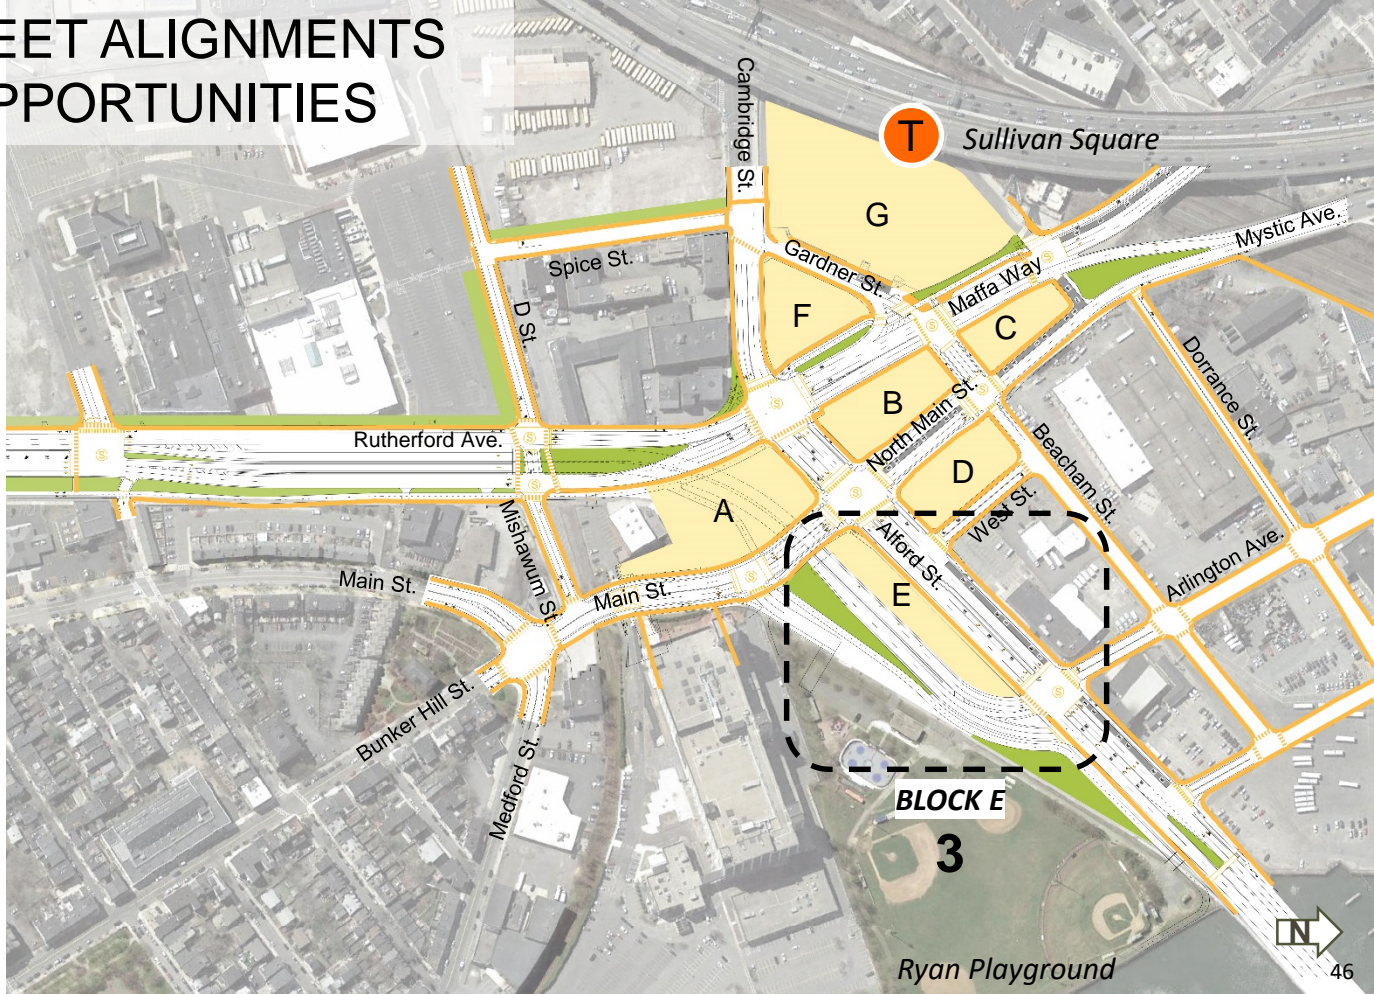 EET ALIGNMENTS
PPORTUNITIES
Cambridge St.
T
Sullivan Square
G
Mystic Ave.
Spice St.
Gardner St.
Maffa Way
F
C
D St.
Dorrance St.
B
North Main St.
Rutherford Ave.
Beacham St.
D
A
West St.
Mishawum St.
Alford St.
Arlington Ave.
Main St.
Main St.
E
Bunker Hill St.
Medford St.
BLOCK E
3
N
Ryan Playground
46
S
S
S
S
S
S
S
S
S
S